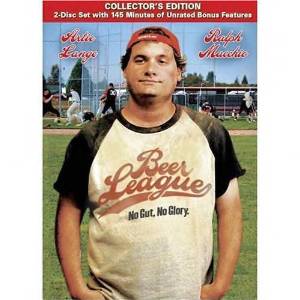 COLLECTOR'S EDITION
2-Disc Set with 145 Minutes of Unrated Bonus Features
Artie Lange
Ralph Macchio
Beer
League
No Gut, No Glory.